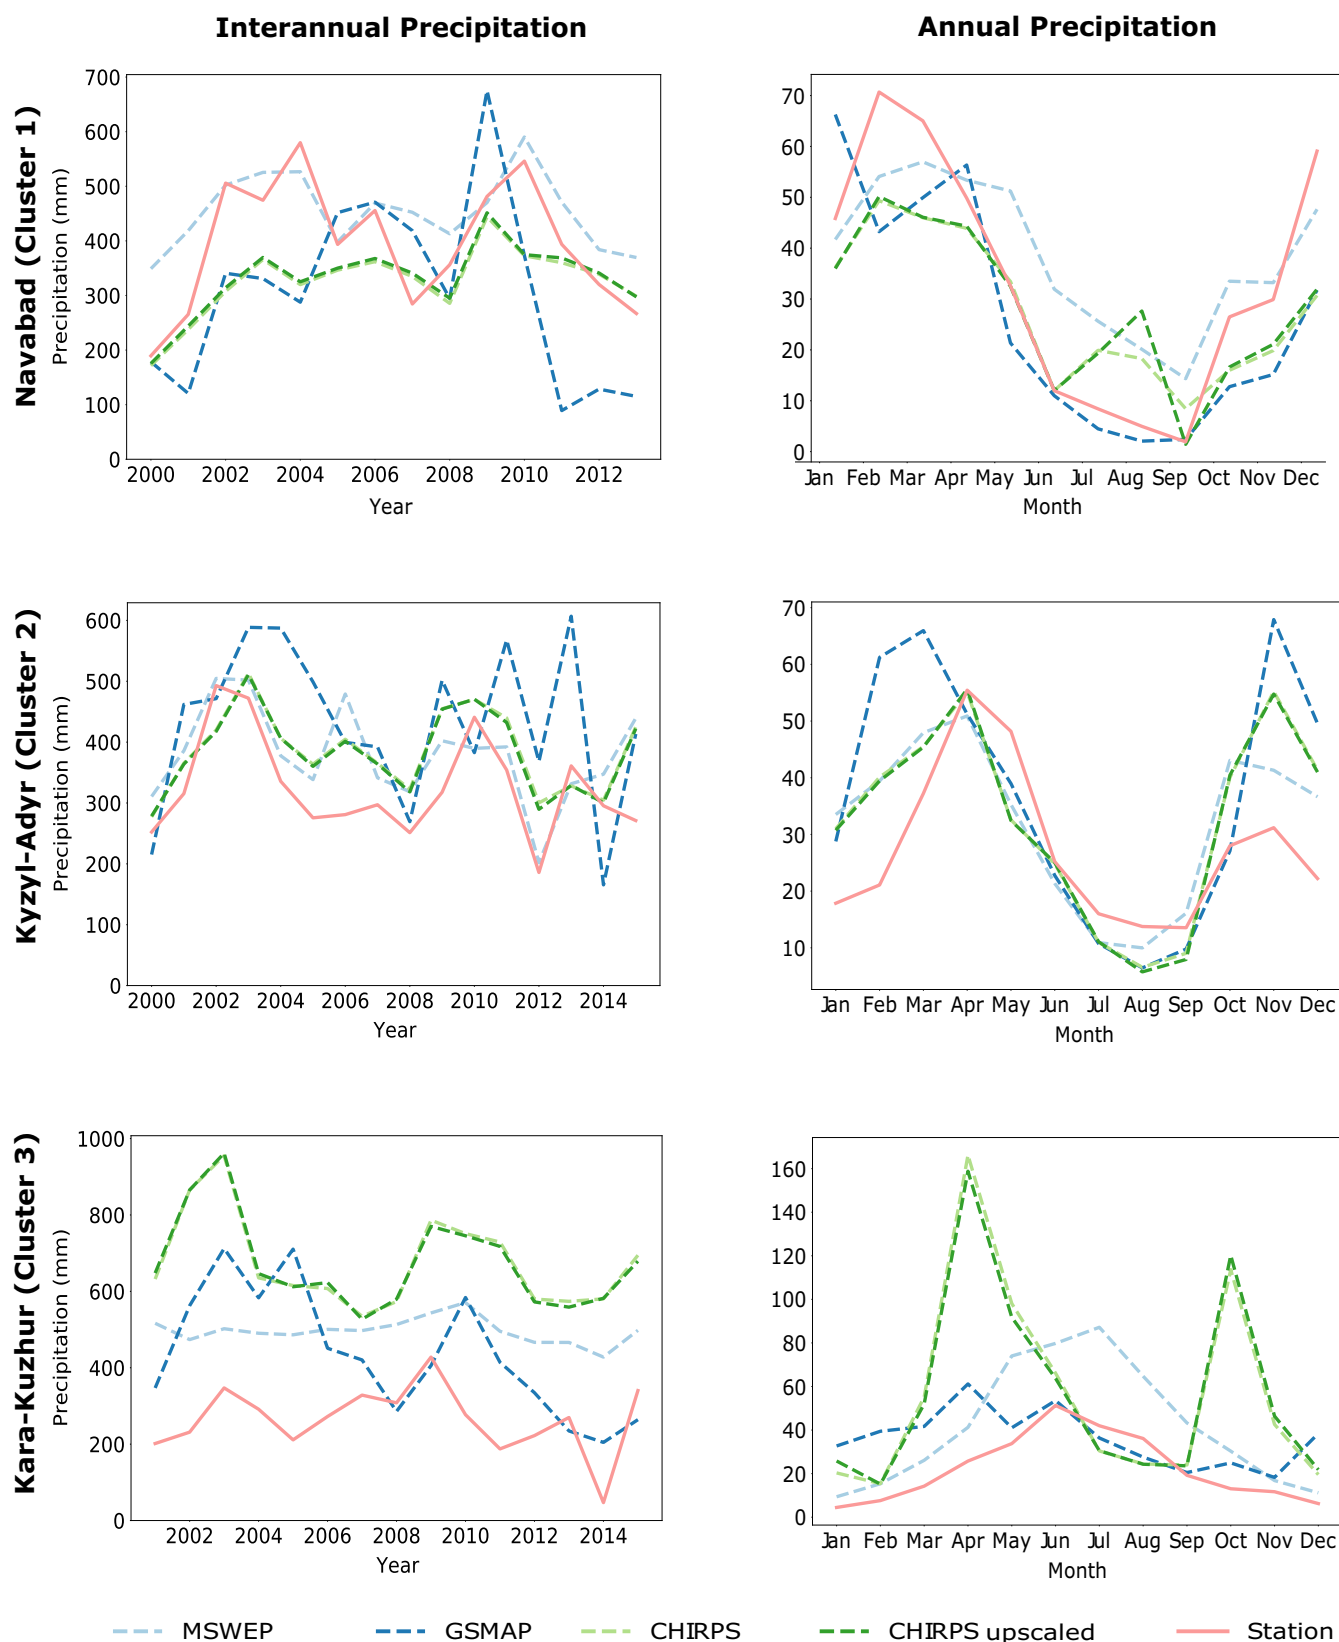 Interannual Precipitation
Annual Precipitation
Navabad (Cluster 1)
Precipitation (mm)
700
600
500
400
300
200
100
0
2000 2002 2004 2006 2008 2010 2012
Year
70
60
50
40
30
20
10
0
Jan Feb Mar Apr May Jun Jul Aug Sep Oct Nov Dec
Month
Kyzyl-Adyr (Cluster 2)
Precipitation (mm)
600
500
400
300
200
100
0
2000 2002 2004 2006 2008 2010 2012 2014
Year
70
60
50
40
30
20
10
Jan Feb Mar Apr May Jun Jul Aug Sep Oct Nov Dec
Month
Kara-Kuzhur (Cluster 3)
Precipitation (mm)
1000
800
600
400
200
0
2002 2004 2006 2008 2010 2012 2014
Year
160
140
120
100
80
60
40
20
0
Jan Feb Mar Apr May Jun Jul Aug Sep Oct Nov Dec
Month
MSWEP GSMAP CHIRPS CHIRPS upscaled Station